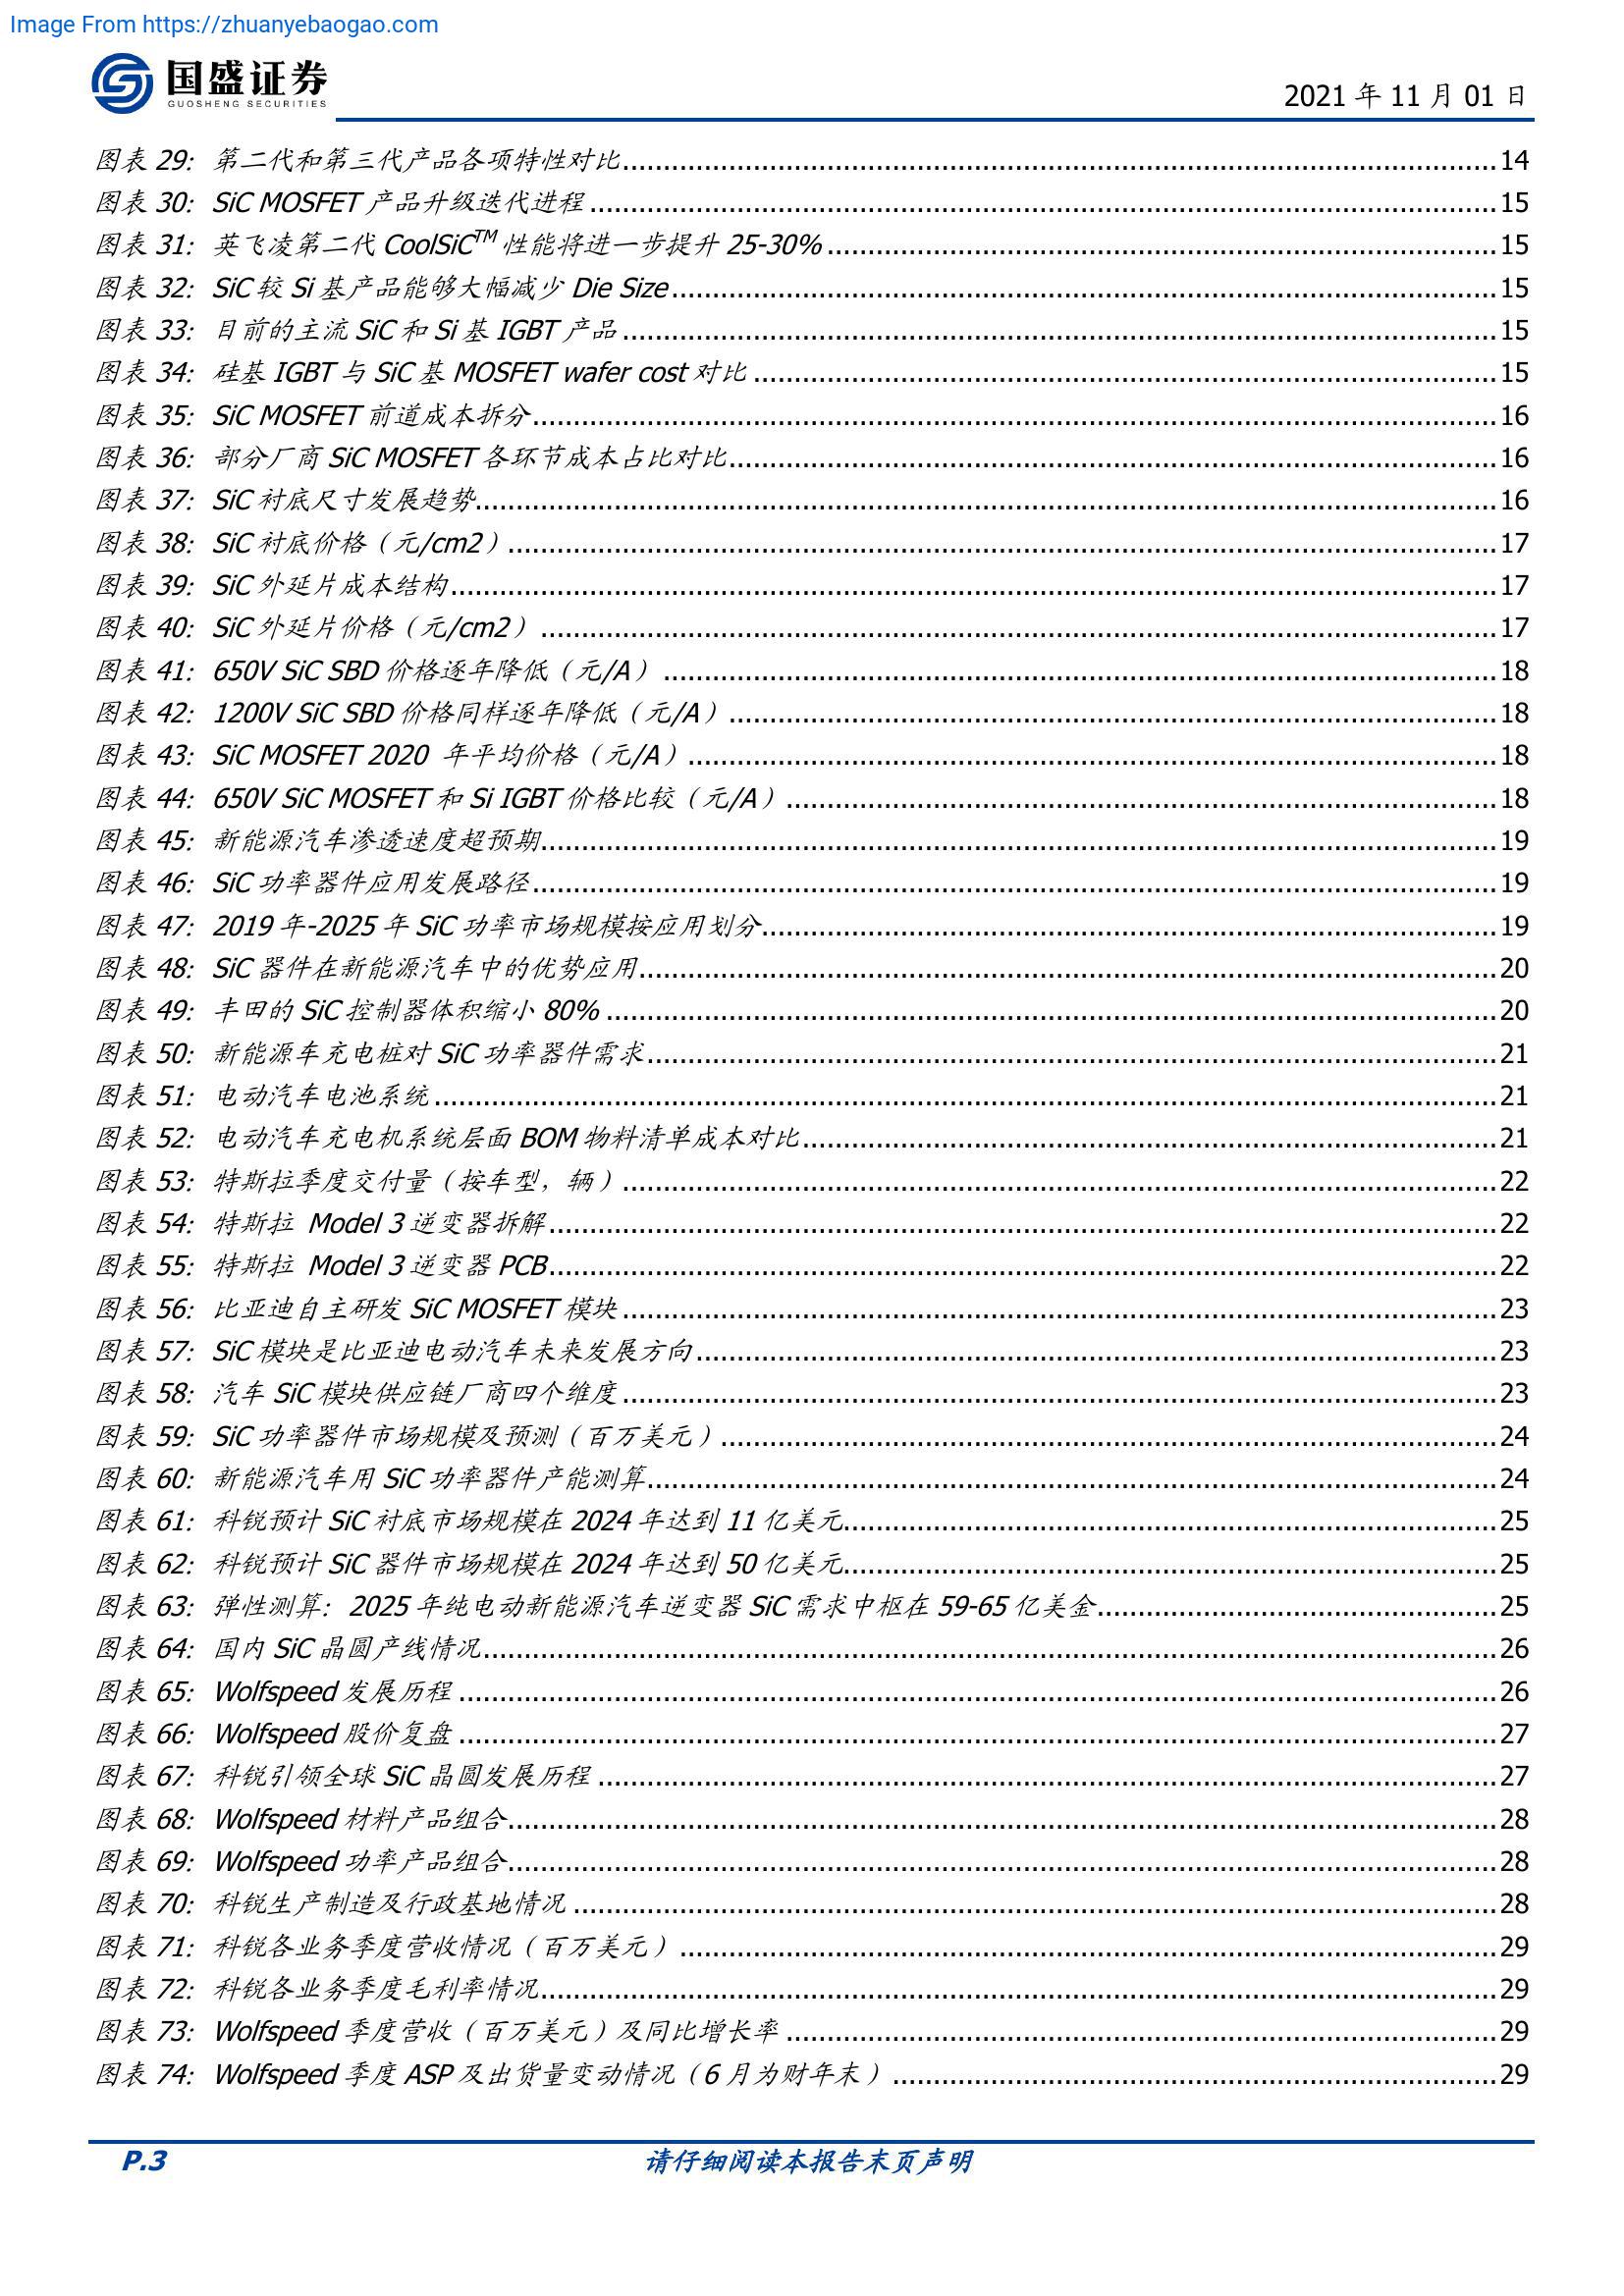 Image From https://zhuanyebaogao.com
国盛证券
GUOSHENG SECURITIES
2021 年 11 月 01 日
图表 29: 第二代和第三代产品各项特性对比 14
图表 30: SiC MOSFET 产品升级迭代进程 15
图表 31: 英飞凌第二代 CoolSiC™ 性能将进一步提升 25-30% 15
图表 32: SiC 较 Si 基产品能够大幅减少 Die Size 15
图表 33: 目前的主流 SiC 和 Si 基 IGBT 产品 15
图表 34: 硅基 IGBT 与 SiC 基 MOSFET wafer cost 对比 15
图表 35: SiC MOSFET 前道成本拆分 16
图表 36: 部分厂商 SiC MOSFET 各环节成本占比对比 16
图表 37: SiC 衬底尺寸发展趋势 16
图表 38: SiC 衬底价格（元/cm2） 17
图表 39: SiC 外延片成本结构 17
图表 40: SiC 外延片价格（元/cm2） 17
图表 41: 650V SiC SBD 价格逐年降低（元/A） 18
图表 42: 1200V SiC SBD 价格同样逐年降低（元/A） 18
图表 43: SiC MOSFET 2020 年平均价格（元/A） 18
图表 44: 650V SiC MOSFET 和 Si IGBT 价格比较（元/A） 18
图表 45: 新能源汽车渗透速度超预期 19
图表 46: SiC 功率器件应用发展路径 19
图表 47: 2019 年-2025 年 SiC 功率市场规模按应用划分 19
图表 48: SiC 器件在新能源汽车中的优势应用 20
图表 49: 丰田的 SiC 控制器体积缩小 80% 20
图表 50: 新能源车充电桩对 SiC 功率器件需求 21
图表 51: 电动汽车电池系统 21
图表 52: 电动汽车充电机系统层面 BOM 物料清单成本对比 21
图表 53: 特斯拉季度交付量（按车型，辆） 22
图表 54: 特斯拉 Model 3 逆变器拆解 22
图表 55: 特斯拉 Model 3 逆变器 PCB 22
图表 56: 比亚迪自主研发 SiC MOSFET 模块 23
图表 57: SiC 模块是比亚迪电动汽车未来发展方向 23
图表 58: 汽车 SiC 模块供应链厂商四个维度 23
图表 59: SiC 功率器件市场规模及预测（百万美元） 24
图表 60: 新能源汽车用 SiC 功率器件产能测算 24
图表 61: 科锐预计 SiC 衬底市场规模在 2024 年达到 11 亿美元 25
图表 62: 科锐预计 SiC 器件市场规模在 2024 年达到 50 亿美元 25
图表 63: 弹性测算：2025 年纯电动新能源汽车逆变器 SiC 需求中枢在 59-65 亿美金 25
图表 64: 国内 SiC 晶圆产线情况 26
图表 65: Wolfspeed 发展历程 26
图表 66: Wolfspeed 股价复盘 27
图表 67: 科锐引领全球 SiC 晶圆发展历程 27
图表 68: Wolfspeed 材料产品组合 28
图表 69: Wolfspeed 功率产品组合 28
图表 70: 科锐生产制造及行政基地情况 28
图表 71: 科锐各业务季度营收情况（百万美元） 29
图表 72: 科锐各业务季度毛利率情况 29
图表 73: Wolfspeed 季度营收（百万美元）及同比增长率 29
图表 74: Wolfspeed 季度 ASP 及出货量变动情况（6 月为财年末） 29
P.3
请仔细阅读本报告末页声明